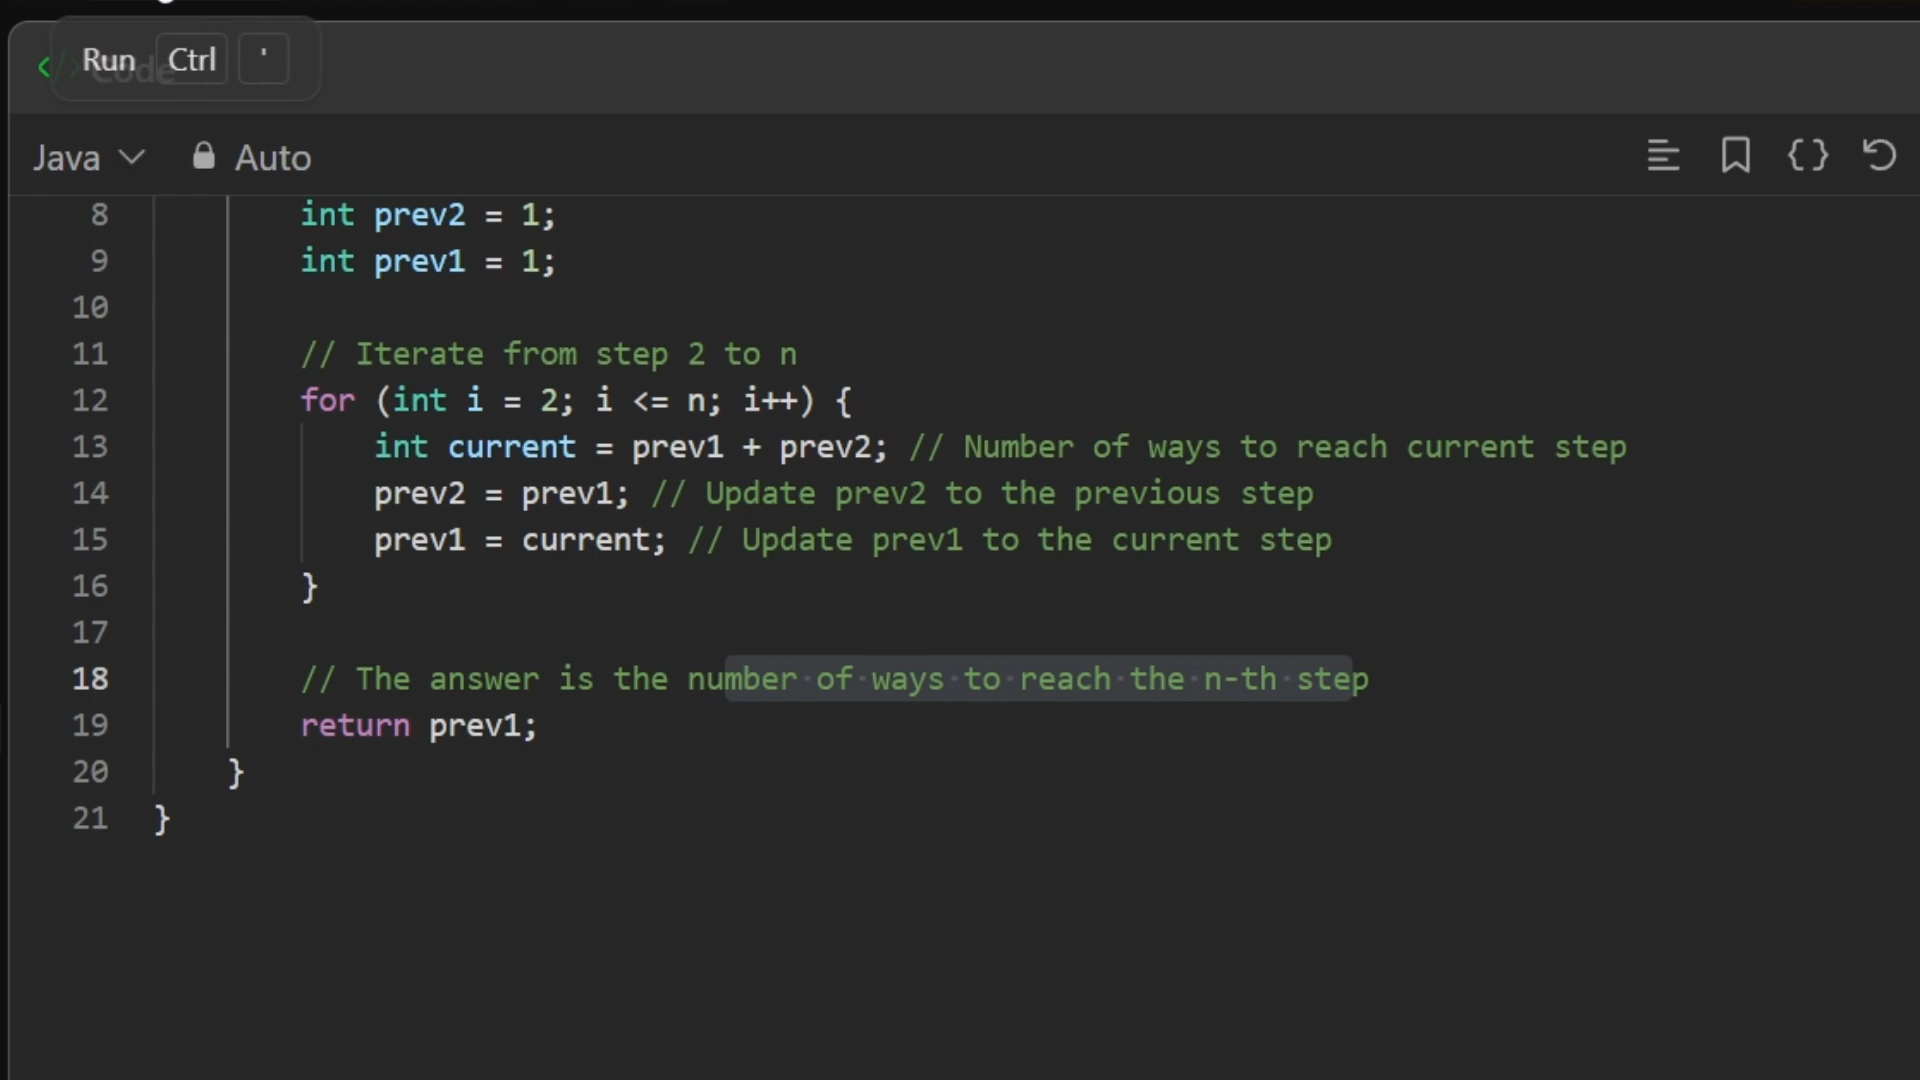 Run Ctrl '
</> Code
Java Auto
8 int prev2 = 1;
9 int prev1 = 1;
10
11 // Iterate from step 2 to n
12 for (int i = 2; i <= n; i++) {
13 int current = prev1 + prev2; // Number of ways to reach current step
14 prev2 = prev1; // Update prev2 to the previous step
15 prev1 = current; // Update prev1 to the current step
16 }
17
18 // The answer is the number of ways to reach the n-th step
19 return prev1;
20 }
21 }